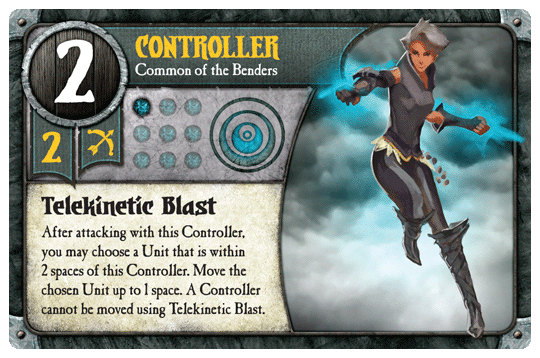 2
CONTROLLER
Common of the Benders
2
Telekinetic Blast
After attacking with this Controller,
you may choose a Unit that is within
2 spaces of this Controller. Move the
chosen Unit up to 1 space. A Controller
cannot be moved using Telekinetic Blast.